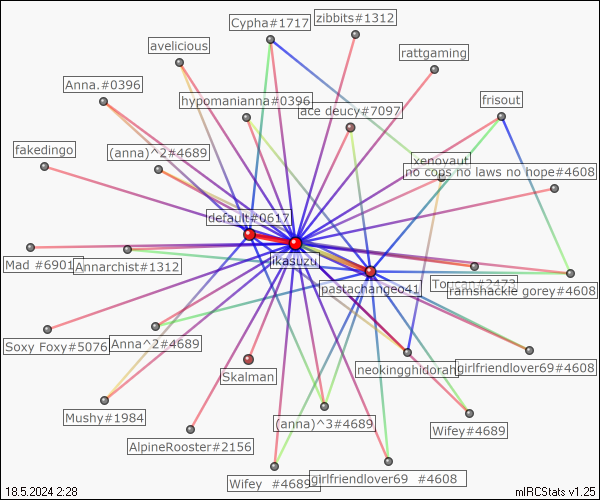 zibbits#1312
Cypha#1717
avelicious
rattgaming
Anna.#0396
hypomanianna#0396
frisout
ace deucy#7097
fakedingo
(anna)^2#4689
xenoyaut
no cops no laws no hope#4608
default#0617
likasuzu
Mad #6901
Annarchist#1312
Toucan#2473
pastachangeo41
ramshackle gorey#4608
Soxy Foxy#5076
Anna^2#4689
neokingghidorah
girlfriendlover69#4608
Skalman
Mushy#1984
(anna)^3#4689
Wifey#4689
AlpineRooster#2156
Wifey #4689
girlfriendlover69 #4608
18.5.2024 2:28
mIRCStats v1.25